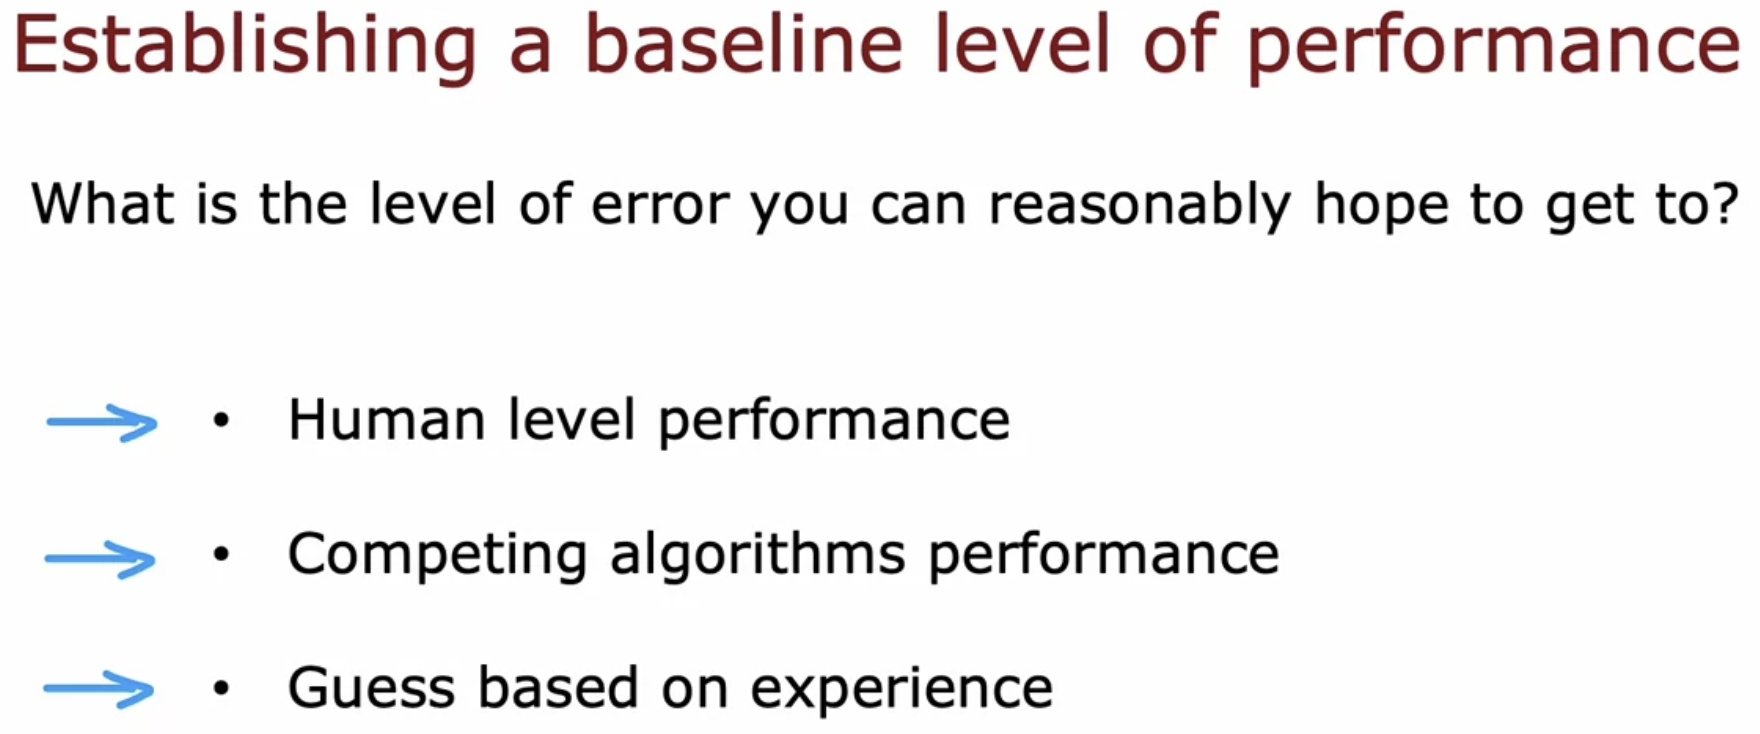 Establishing a baseline level of performance
What is the level of error you can reasonably hope to get to?
• Human level performance
• Competing algorithms performance
• Guess based on experience